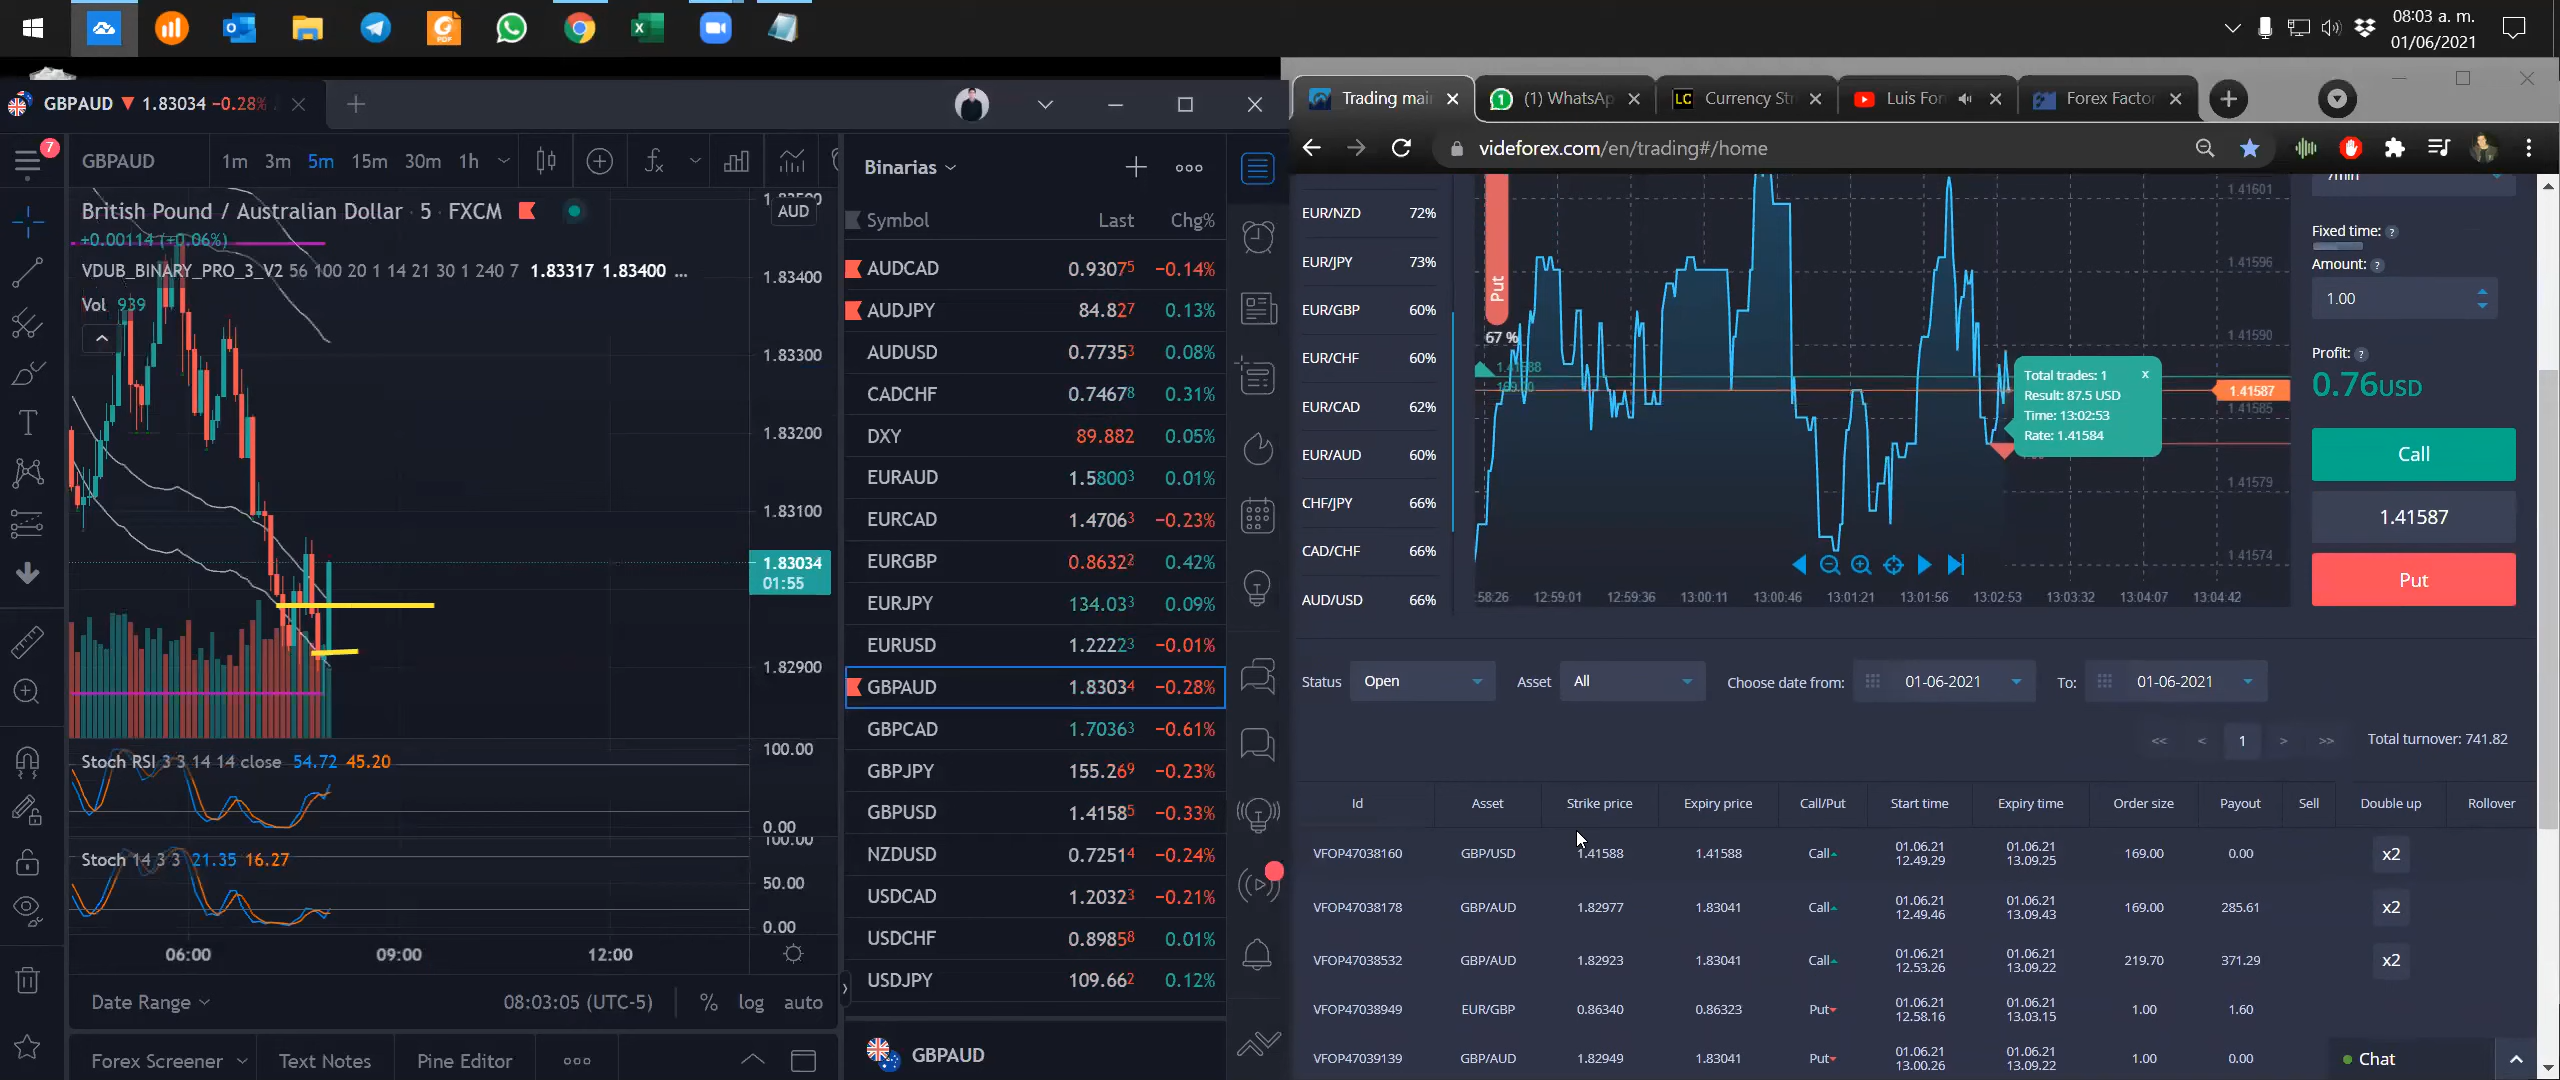 08:03 a. m.
01/06/2021
GBPAUD ▼ 1.83034 −0.28%
Trading mai
(1) WhatsAp
Currency Str
Luis For
Forex Factor
videforex.com/en/trading#/home
7
GBPAUD
1m 3m 5m 15m 30m 1h
British Pound / Australian Dollar · 5 · FXCM
AUD
+0.00114 (+0.06%)
VDUB_BINARY_PRO_3_V2 56 100 20 1 14 21 30 1 240 7 1.83317 1.83400 ...
Vol 939
1.83400
1.83300
1.83200
1.83100
1.83034
01:55
1.82900
Stoch RSI 3 3 14 14 close 54.72 45.20
100.00
0.00
Stoch 14 3 3 21.35 16.27
100.00
50.00
0.00
06:00 09:00 12:00
Date Range
08:03:05 (UTC-5) % log auto
Forex Screener Text Notes Pine Editor
Binarias
Symbol Last Chg%
AUDCAD 0.93075 −0.14%
AUDJPY 84.827 0.13%
AUDUSD 0.77353 0.08%
CADCHF 0.74678 0.31%
DXY 89.882 0.05%
EURAUD 1.58003 0.01%
EURCAD 1.47063 −0.23%
EURGBP 0.86322 0.42%
EURJPY 134.033 0.09%
EURUSD 1.22223 −0.01%
GBPAUD 1.83034 −0.28%
GBPCAD 1.70363 −0.61%
GBPJPY 155.269 −0.23%
GBPUSD 1.41585 −0.33%
NZDUSD 0.72514 −0.24%
USDCAD 1.20323 −0.21%
USDCHF 0.89858 0.01%
USDJPY 109.662 0.12%
GBPAUD
EUR/NZD 72%
EUR/JPY 73%
EUR/GBP 60%
EUR/CHF 60%
EUR/CAD 62%
EUR/AUD 60%
CHF/JPY 66%
CAD/CHF 66%
AUD/USD 66%
Put
67 %
1.41601
1.41596
1.41590
1.41587
1.41585
1.41579
1.41574
Total trades: 1 x
Result: 87.5 USD
Time: 13:02:53
Rate: 1.41584
:58:26 12:59:01 12:59:36 13:00:11 13:00:46 13:01:21 13:01:56 13:02:53 13:03:32 13:04:07 13:04:42
Fixed time: ?
Amount: ?
1.00
Profit: ?
0.76USD
Call
1.41587
Put
Status Open Asset All Choose date from: 01-06-2021 To: 01-06-2021
<< < 1 > >> Total turnover: 741.82
Id Asset Strike price Expiry price Call/Put Start time Expiry time Order size Payout Sell Double up Rollover
VFOP47038160 GBP/USD 1.41588 1.41588 Call 01.06.21 12.49.29 01.06.21 13.09.25 169.00 0.00 x2
VFOP47038178 GBP/AUD 1.82977 1.83041 Call 01.06.21 12.49.46 01.06.21 13.09.43 169.00 285.61 x2
VFOP47038532 GBP/AUD 1.82923 1.83041 Call 01.06.21 12.53.26 01.06.21 13.09.22 219.70 371.29 x2
VFOP47038949 EUR/GBP 0.86340 0.86323 Put 01.06.21 12.58.16 01.06.21 13.03.15 1.00 1.60
VFOP47039139 GBP/AUD 1.82949 1.83041 Put 01.06.21 13.00.26 01.06.21 13.09.22 1.00 0.00
Chat